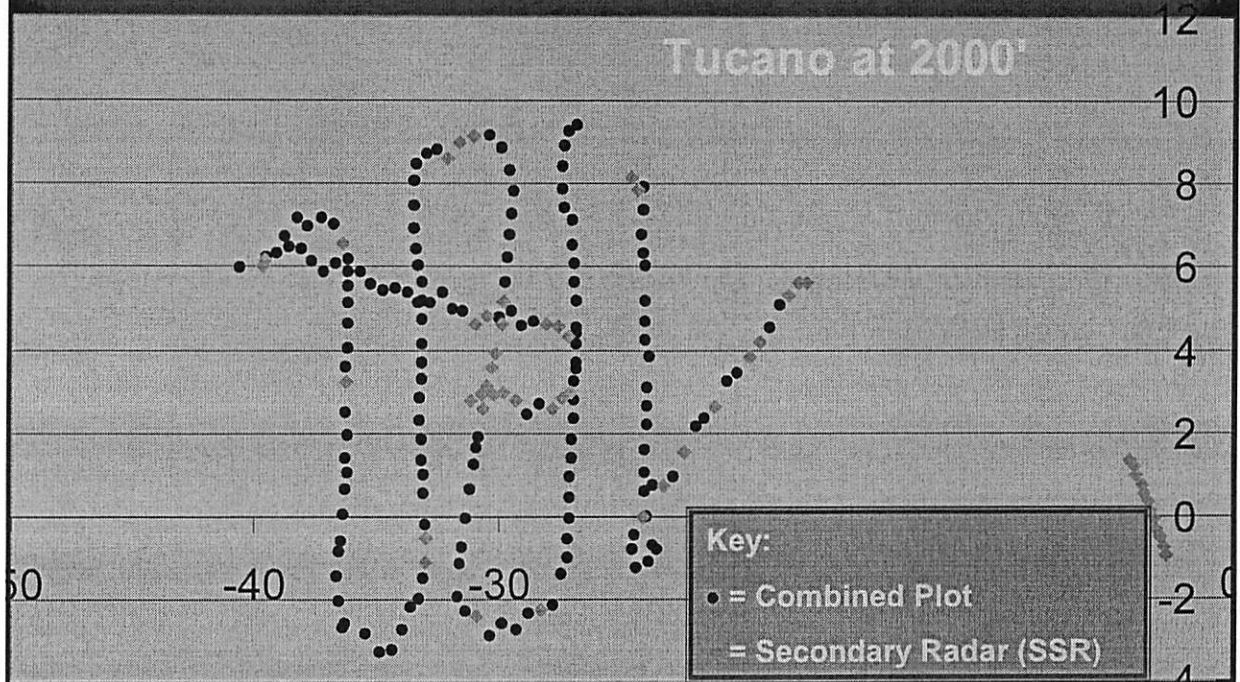 12
Tucano at 2000'
10
8
6
4
2
0
Key:
-40
-30
-2
= Combined Plot
= Secondary Radar (SSR)